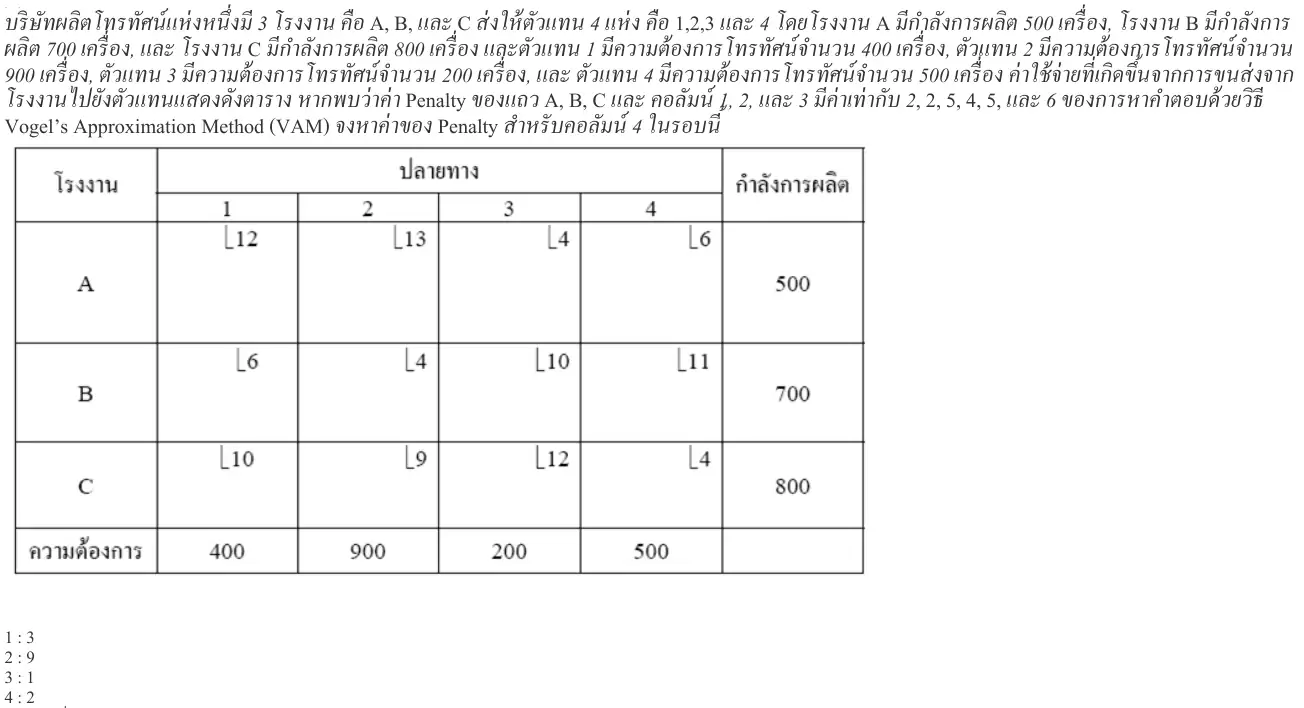 บริษัทผลิตโทรทัศน์แห่งหนึ่งมี 3 โรงงาน คือ A, B, และ C ส่งให้ตัวแทน 4 แห่ง คือ 1,2,3 และ 4 โดยโรงงาน A มีกำลังการผลิต 500 เครื่อง, โรงงาน B มีกำลังการ
ผลิต 700 เครื่อง, และ โรงงาน C มีกำลังการผลิต 800 เครื่อง และตัวแทน 1 มีความต้องการโทรทัศน์จำนวน 400 เครื่อง, ตัวแทน 2 มีความต้องการโทรทัศน์จำนวน
900 เครื่อง, ตัวแทน 3 มีความต้องการโทรทัศน์จำนวน 200 เครื่อง, และ ตัวแทน 4 มีความต้องการโทรทัศน์จำนวน 500 เครื่อง ค่าใช้จ่ายที่เกิดขึ้นจากการขนส่งจาก
โรงงานไปยังตัวแทนแสดงดังตาราง หากพบว่าค่า Penalty ของแถว A, B, C และ คอลัมน์ 1, 2, และ 3 มีค่าเท่ากับ 2, 2, 5, 4, 5, และ 6 ของการหาคำตอบด้วยวิธี
Vogel's Approximation Method (VAM) จงหาค่าของ Penalty สำหรับคอลัมน์ 4 ในรอบนี้
โรงงาน ปลายทาง กำลังการผลิต
1 2 3 4
12 13 4 6
A 500
6 4 10 11
B 700
10 9 12 4
C 800
ความต้องการ 400 900 200 500
1 : 3
2 : 9
3 : 1
4 : 2